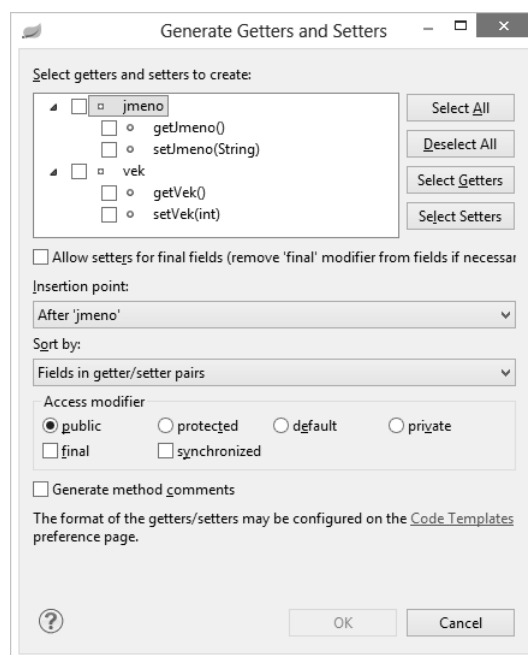 Generate Getters and Setters
Select getters and setters to create:
jmeno
getJmeno()
setJmeno(String)
vek
getVek()
setVek(int)
Select All
Deselect All
Select Getters
Select Setters
Allow setters for final fields (remove 'final' modifier from fields if necessar
Insertion point:
After 'jmeno'
Sort by:
Fields in getter/setter pairs
Access modifier
public protected default private
final synchronized
Generate method comments
The format of the getters/setters may be configured on the Code Templates
preference page.
?
OK Cancel